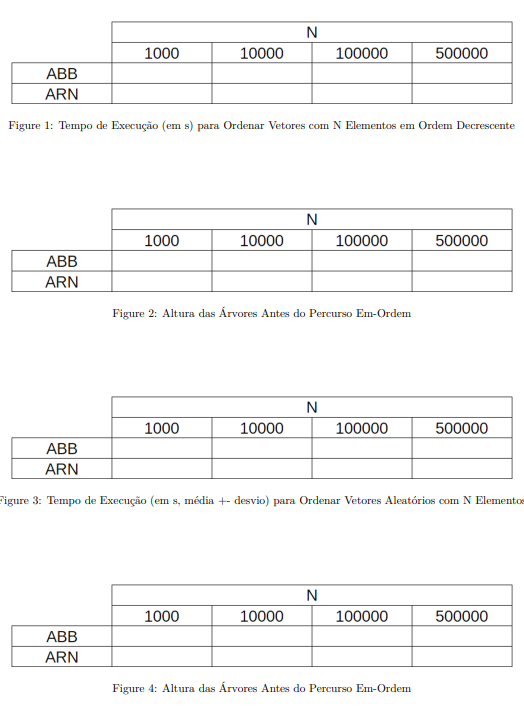 N
1000 10000 100000 500000
ABB
ARN
Figure 1: Tempo de Execução (em s) para Ordenar Vetores com N Elementos em Ordem Decrescente
N
1000 10000 100000 500000
ABB
ARN
Figure 2: Altura das Árvores Antes do Percurso Em-Ordem
N
1000 10000 100000 500000
ABB
ARN
Figure 3: Tempo de Execução (em s, média +- desvio) para Ordenar Vetores Aleatórios com N Elementos
N
1000 10000 100000 500000
ABB
ARN
Figure 4: Altura das Árvores Antes do Percurso Em-Ordem